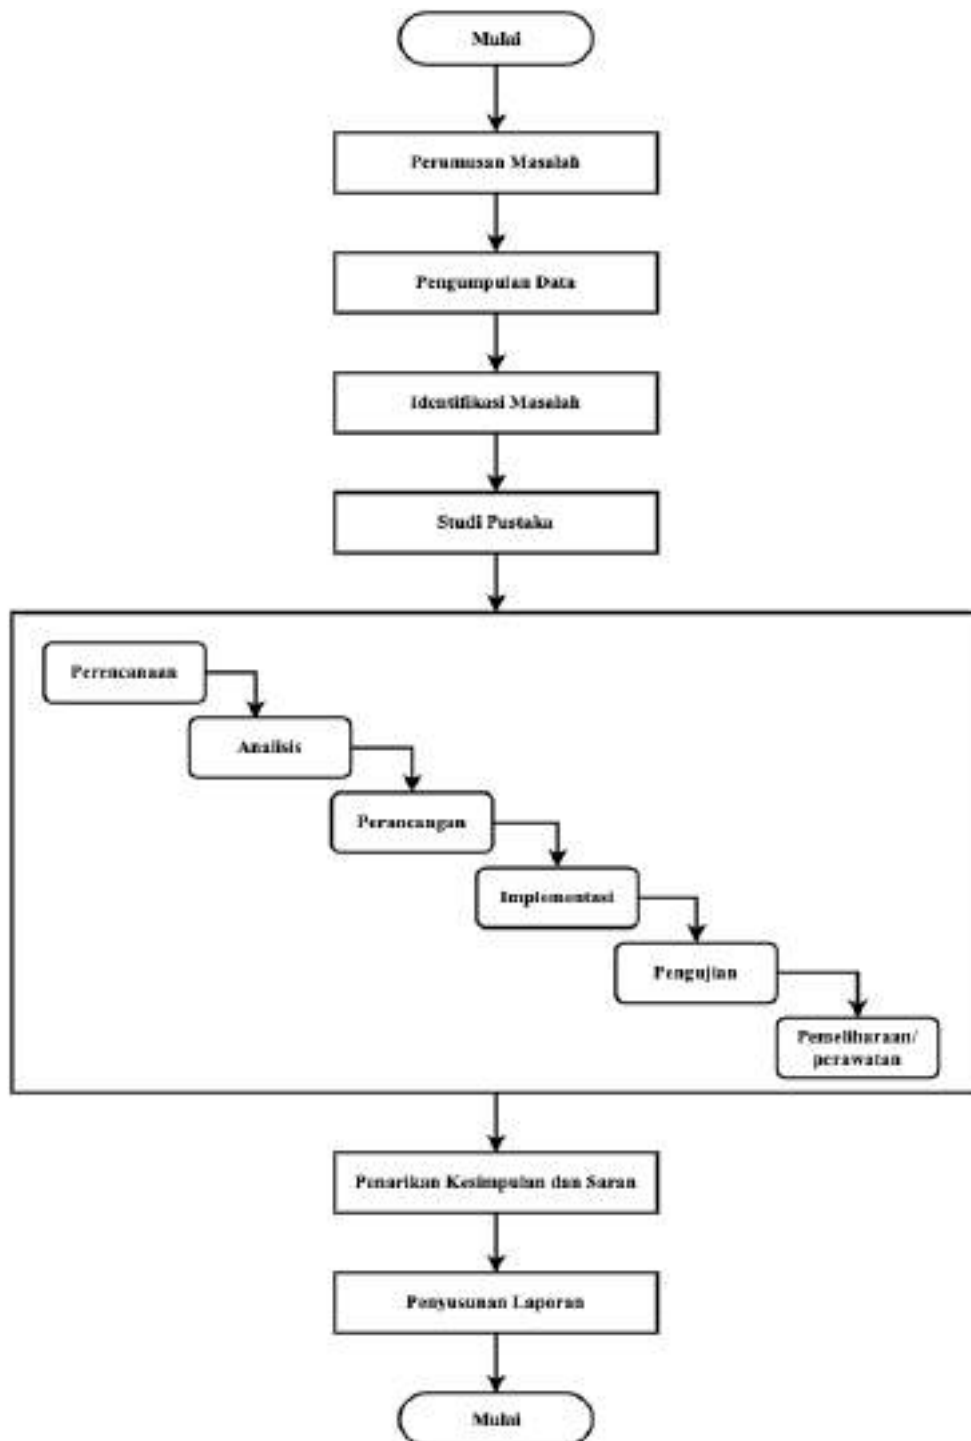 Mulai
Perumusan Masalah
Pengumpulan Data
Identifikasi Masalah
Studi Pustaka
Perencanaan
Analisis
Perancangan
Implementasi
Pengujian
Pemeliharaan/
perawatan
Penarikan Kesimpulan dan Saran
Penyusunan Laporan
Mulai